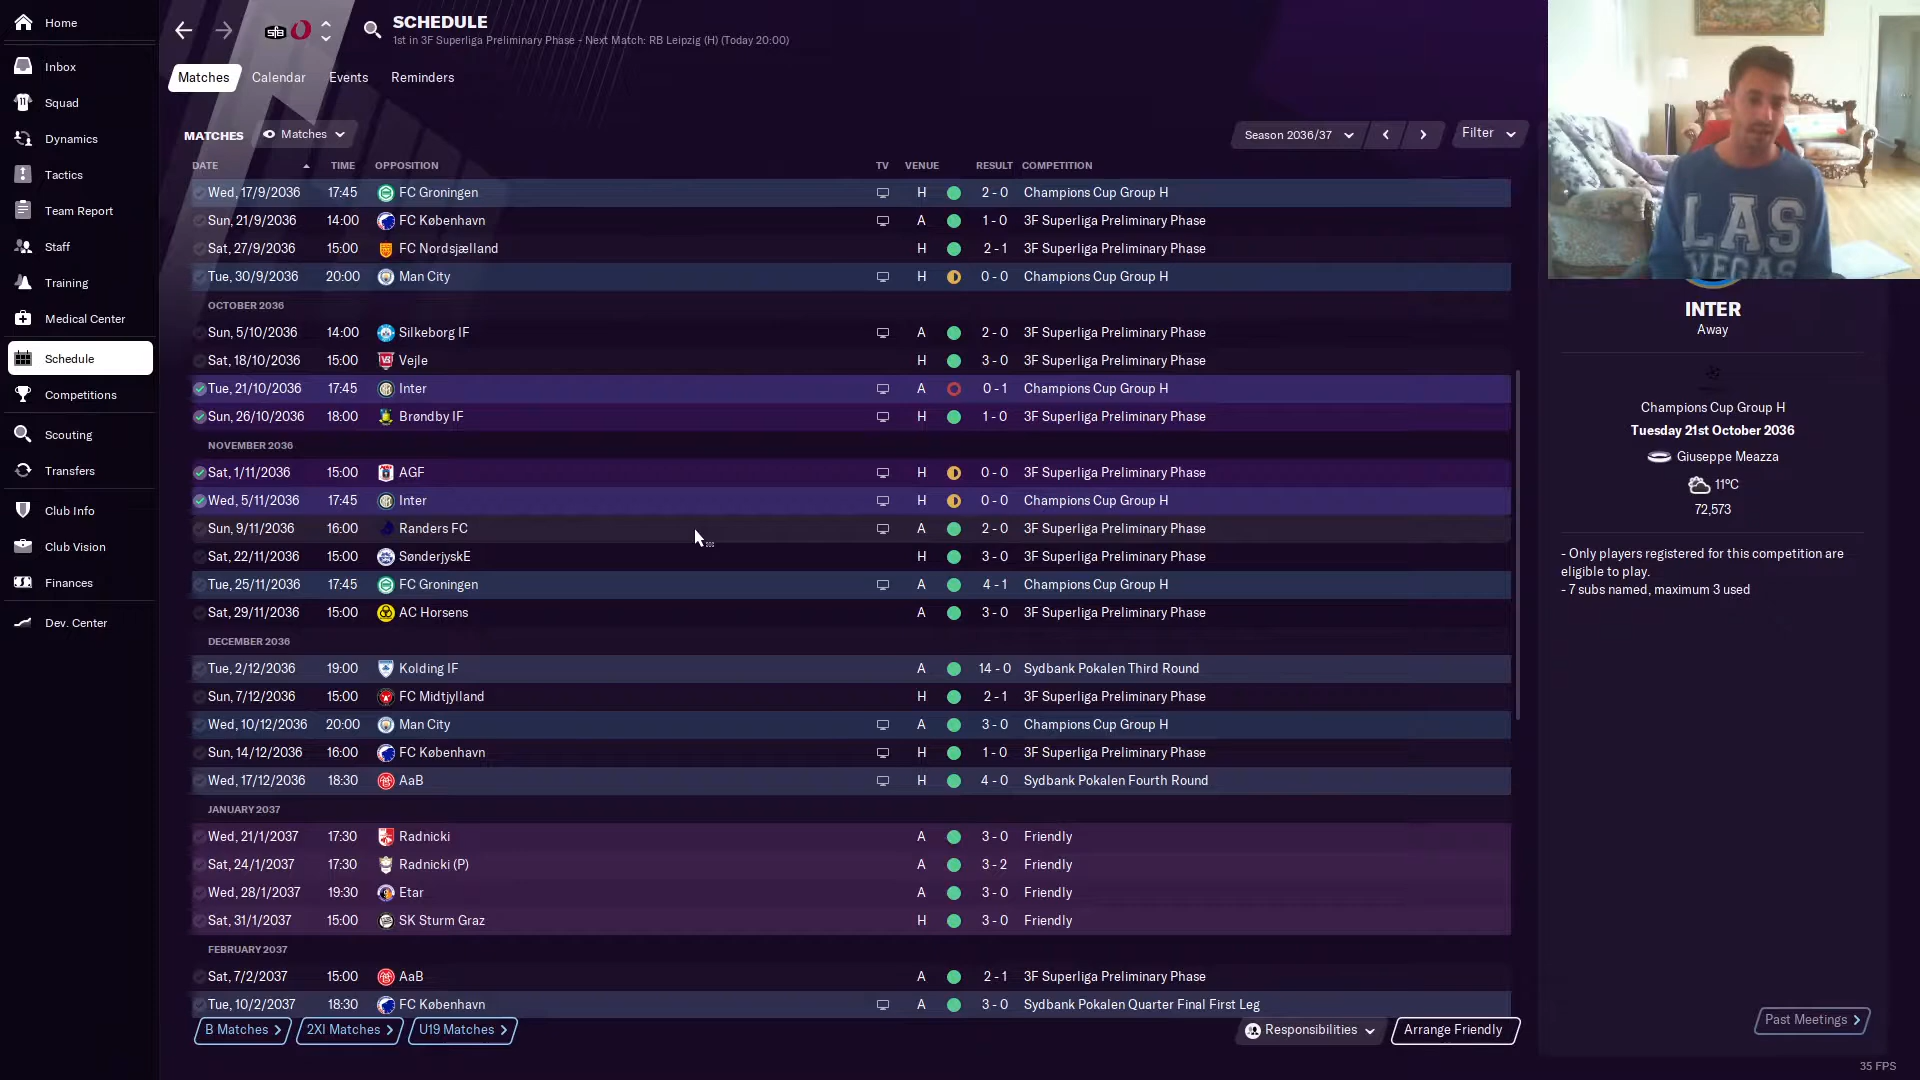 Home
Inbox
Squad
Dynamics
Tactics
Team Report
Staff
Training
Medical Center
Schedule
Competitions
Scouting
Transfers
Club Info
Club Vision
Finances
Dev. Center
SCHEDULE
1st in 3F Superliga Preliminary Phase - Next Match: RB Leipzig (H) (Today 20:00)
Matches Calendar Events Reminders
MATCHES Matches Season 2036/37 Filter
DATE TIME OPPOSITION TV VENUE RESULT COMPETITION
Wed, 17/9/2036 17:45 FC Groningen H 2 - 0 Champions Cup Group H
Sun, 21/9/2036 14:00 FC København A 1 - 0 3F Superliga Preliminary Phase
Sat, 27/9/2036 15:00 FC Nordsjælland H 2 - 1 3F Superliga Preliminary Phase
Tue, 30/9/2036 20:00 Man City H 0 - 0 Champions Cup Group H
OCTOBER 2036
Sun, 5/10/2036 14:00 Silkeborg IF A 2 - 0 3F Superliga Preliminary Phase
Sat, 18/10/2036 15:00 Vejle H 3 - 0 3F Superliga Preliminary Phase
Tue, 21/10/2036 17:45 Inter A 0 - 1 Champions Cup Group H
Sun, 26/10/2036 18:00 Brøndby IF H 1 - 0 3F Superliga Preliminary Phase
NOVEMBER 2036
Sat, 1/11/2036 15:00 AGF H 0 - 0 3F Superliga Preliminary Phase
Wed, 5/11/2036 17:45 Inter H 0 - 0 Champions Cup Group H
Sun, 9/11/2036 16:00 Randers FC A 2 - 0 3F Superliga Preliminary Phase
Sat, 22/11/2036 15:00 SønderjyskE H 3 - 0 3F Superliga Preliminary Phase
Tue, 25/11/2036 17:45 FC Groningen A 4 - 1 Champions Cup Group H
Sat, 29/11/2036 15:00 AC Horsens A 3 - 0 3F Superliga Preliminary Phase
DECEMBER 2036
Tue, 2/12/2036 19:00 Kolding IF A 14 - 0 Sydbank Pokalen Third Round
Sun, 7/12/2036 15:00 FC Midtjylland H 2 - 1 3F Superliga Preliminary Phase
Wed, 10/12/2036 20:00 Man City A 3 - 0 Champions Cup Group H
Sun, 14/12/2036 16:00 FC København H 1 - 0 3F Superliga Preliminary Phase
Wed, 17/12/2036 18:30 AaB H 4 - 0 Sydbank Pokalen Fourth Round
JANUARY 2037
Wed, 21/1/2037 17:30 Radnicki A 3 - 0 Friendly
Sat, 24/1/2037 17:30 Radnicki (P) A 3 - 2 Friendly
Wed, 28/1/2037 19:30 Etar A 3 - 0 Friendly
Sat, 31/1/2037 15:00 SK Sturm Graz H 3 - 0 Friendly
FEBRUARY 2037
Sat, 7/2/2037 15:00 AaB A 2 - 1 3F Superliga Preliminary Phase
Tue, 10/2/2037 18:30 FC København A 3 - 0 Sydbank Pokalen Quarter Final First Leg
B Matches 2XI Matches U19 Matches Responsibilities Arrange Friendly
LAS
VEGAS
INTER
Away
Champions Cup Group H
Tuesday 21st October 2036
Giuseppe Meazza
11°C
72,573
- Only players registered for this competition are
eligible to play.
- 7 subs named, maximum 3 used
Past Meetings
35 FPS